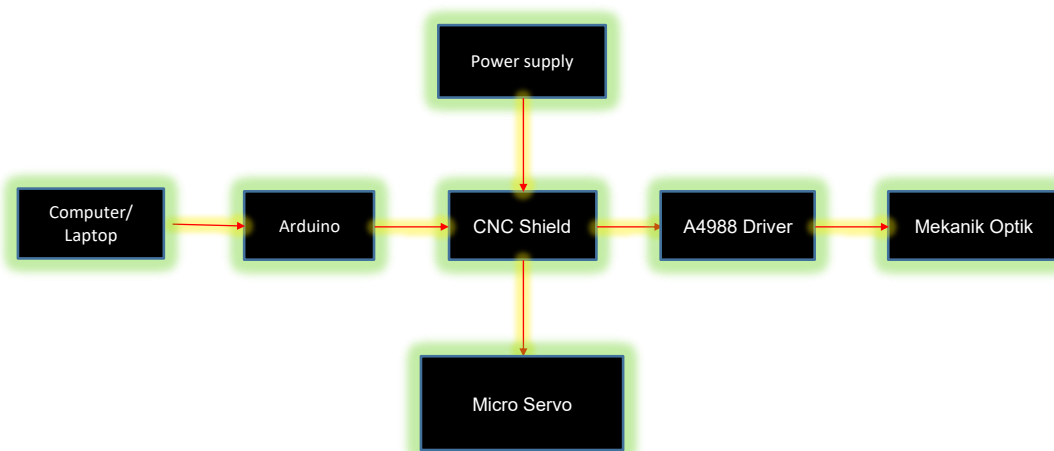 Power supply
Computer/
Laptop
Arduino
CNC Shield
A4988 Driver
Mekanik Optik
Micro Servo